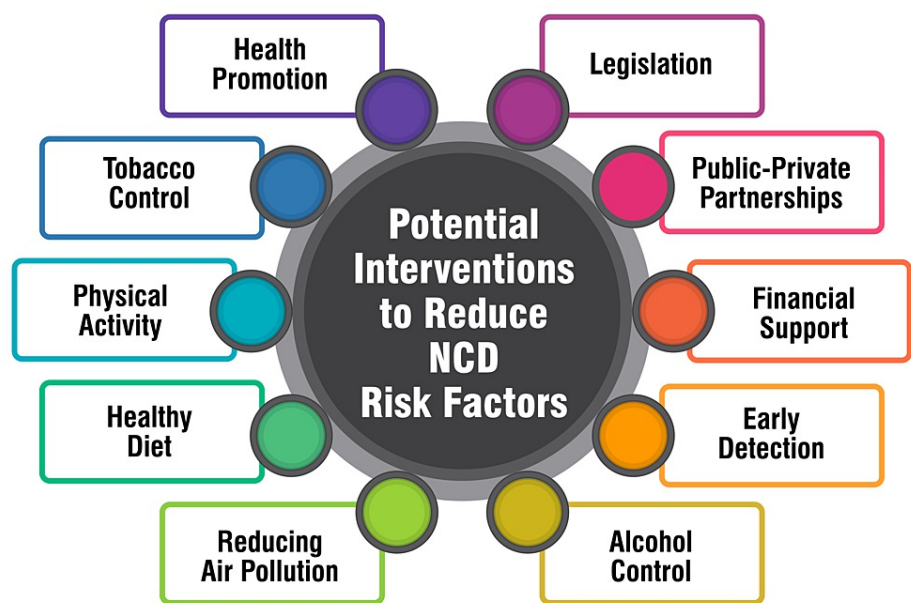 Potential
Interventions
to Reduce
NCD
Risk Factors
Health
Promotion
Tobacco
Control
Physical
Activity
Healthy
Diet
Reducing
Air Pollution
Legislation
Public-Private
Partnerships
Financial
Support
Early
Detection
Alcohol
Control